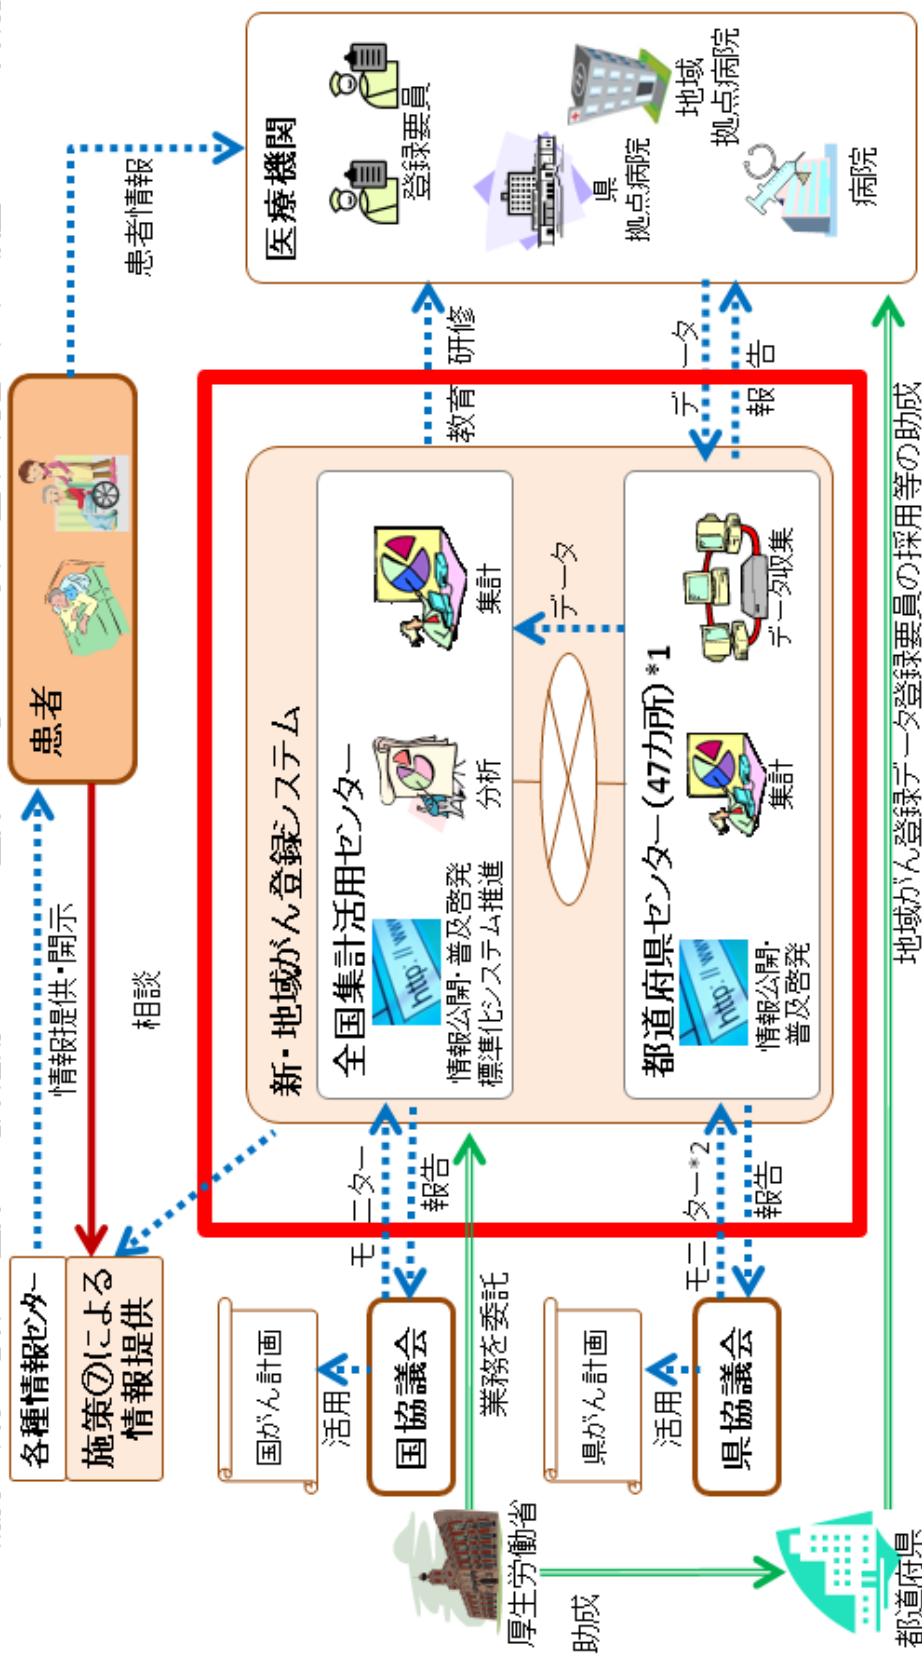 各種情報センター
施策⑦による
情報提供
情報提供・開示
相談
患者
患者情報
国がん計画
活用
国協議会
モニター
報告
業務を委託
県がん計画
活用
県協議会
モニター*2
報告
厚生労働省
助成
都道府県
地域がん登録データ登録要員の採用等の助成
新・地域がん登録システム
全国集計活用センター
情報公開・普及啓発
標準化システム推進
分析
集計
http://www
データ
都道府県センター(47カ所)*1
情報公開・
普及啓発
集計
データ収集
http://www
教育 研修
データ
報告
医療機関
登録要員
県
拠点病院
地域
拠点病院
病院